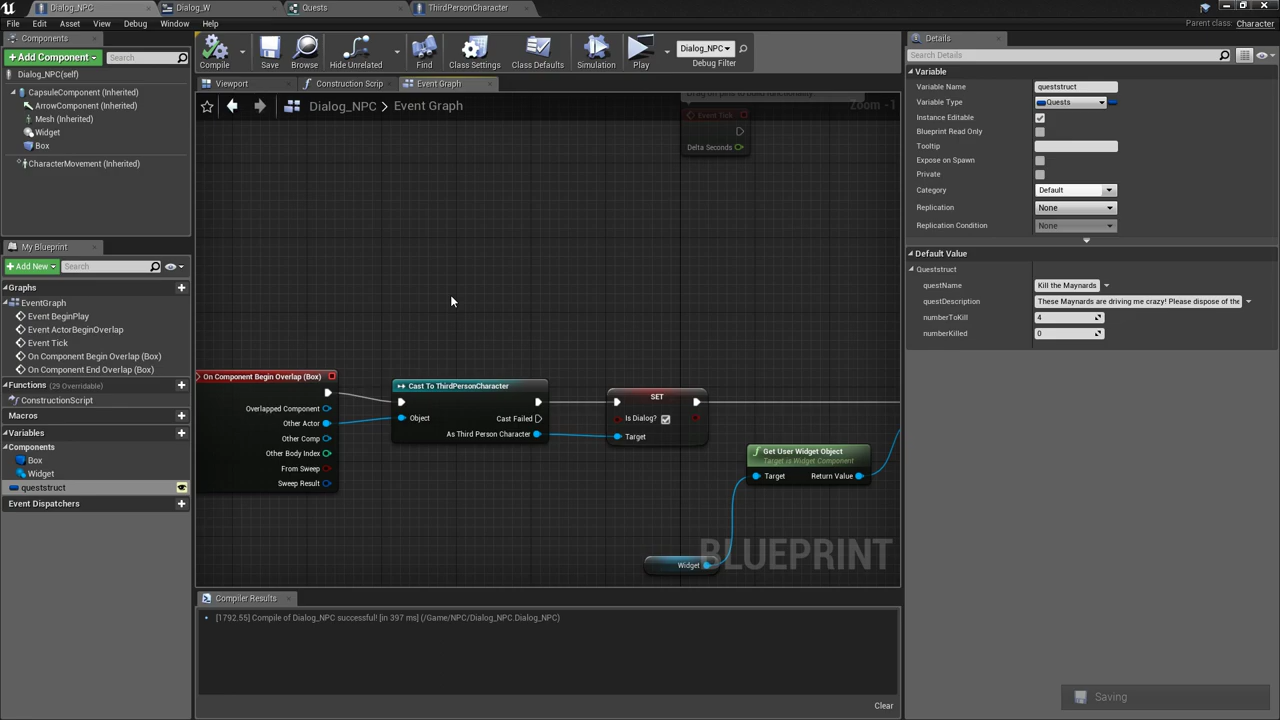 Dialog_NPC
Dialog_W
Quests
ThirdPersonCharacter
File Edit Asset View Debug Window Help
Parent class: Character
Components
+Add Component
Search
Dialog_NPC(self)
CapsuleComponent (Inherited)
ArrowComponent (Inherited)
Mesh (Inherited)
Widget
Box
CharacterMovement (Inherited)
My Blueprint
+Add New
Search
Graphs
EventGraph
Event BeginPlay
Event ActorBeginOverlap
Event Tick
On Component Begin Overlap (Box)
On Component End Overlap (Box)
Functions (29 Overridable)
ConstructionScript
Macros
Variables
Components
Box
Widget
queststruct
Event Dispatchers
Compile Save Browse Hide Unrelated Find Class Settings Class Defaults Simulation Play
Dialog_NPC
Debug Filter
Viewport
Construction Scrip
Event Graph
Dialog_NPC > Event Graph
Zoom -1
Drag off pins to build functionality
Event Tick
Delta Seconds
On Component Begin Overlap (Box)
Overlapped Component
Other Actor
Other Comp
Other Body Index
From Sweep
Sweep Result
Cast To ThirdPersonCharacter
Object
Cast Failed
As Third Person Character
SET
Is Dialog?
Target
Get User Widget Object
Target is Widget Component
Target
Return Value
Widget
BLUEPRINT
Compiler Results
[1792.55] Compile of Dialog_NPC successful! [in 397 ms] (/Game/NPC/Dialog_NPC.Dialog_NPC)
Clear
Details
Search Details
Variable
Variable Name queststruct
Variable Type Quests
Instance Editable
Blueprint Read Only
Tooltip
Expose on Spawn
Private
Category Default
Replication None
Replication Condition None
Default Value
Queststruct
questName Kill the Maynards
questDescription These Maynards are driving me crazy! Please dispose of the
numberToKill 4
numberKilled 0
Saving